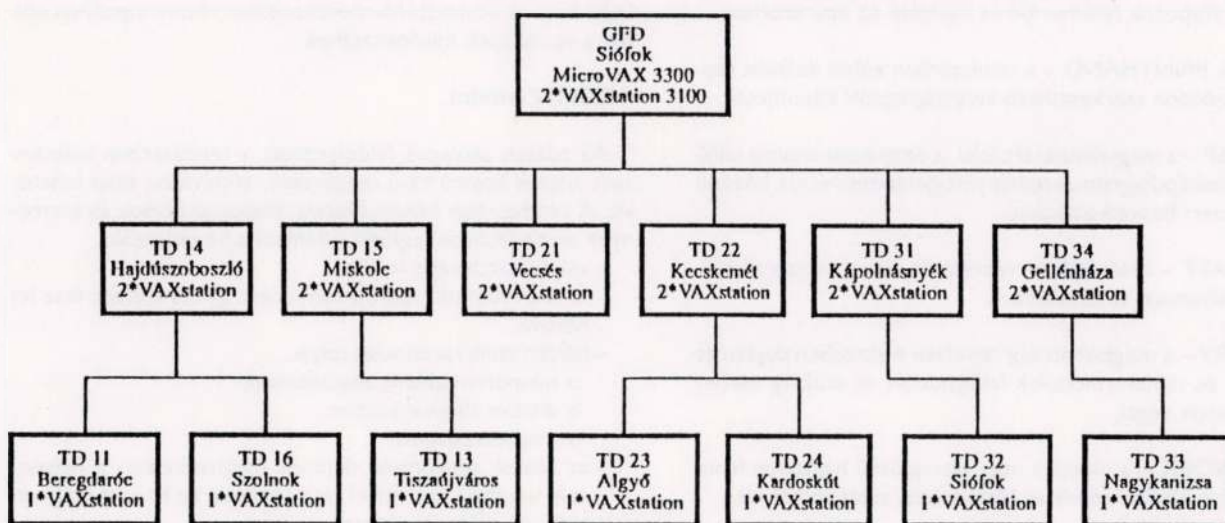 GFD
Siófok
MicroVAX 3300
2*VAXstation 3100
TD 14
Hajdúszoboszló
2*VAXstation
TD 15
Miskolc
2*VAXstation
TD 21
Vecsés
2*VAXstation
TD 22
Kecskemét
2*VAXstation
TD 31
Kápolnásnyék
2*VAXstation
TD 34
Gellénháza
2*VAXstation
TD 11
Beregdaróc
1*VAXstation
TD 16
Szolnok
1*VAXstation
TD 13
Tiszaújváros
1*VAXstation
TD 23
Algyő
1*VAXstation
TD 24
Kardoskút
1*VAXstation
TD 32
Siófok
1*VAXstation
TD 33
Nagykanizsa
1*VAXstation